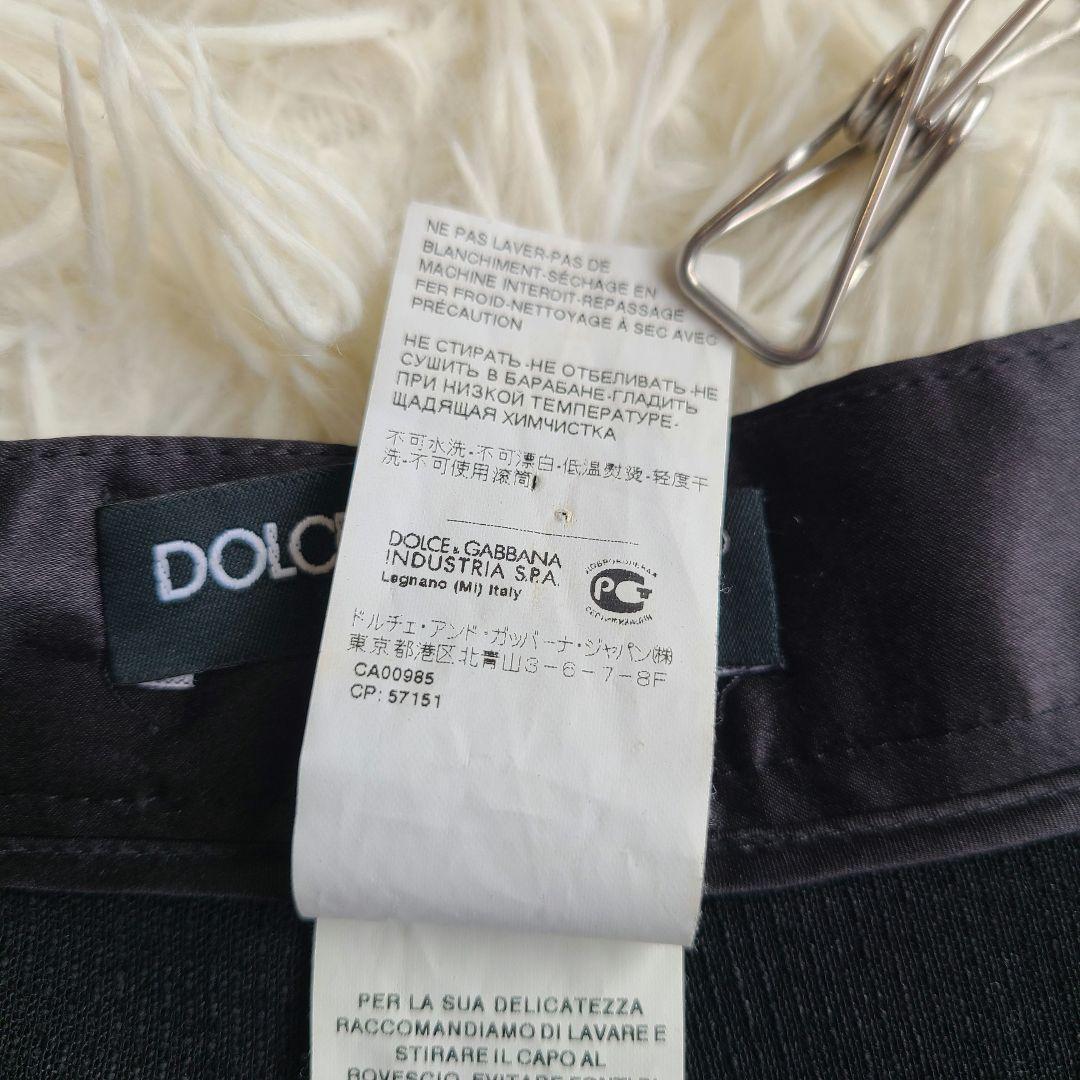 NE PAS LAVER-PAS DE
BLANCHIMENT-SÉCHAGE EN
MACHINE INTERDIT-REPASSAGE
FER FROID-NETTOYAGE À SEC AVEC
PRÉCAUTION
НЕ СТИРАТЬ-НЕ ОТБЕЛИВАТЬ-НЕ
СУШИТЬ В БАРАБАНЕ-ГЛАДИТЬ
ПРИ НИЗКОЙ ТЕМПЕРАТУРЕ-
ЩАДЯЩАЯ ХИМЧИСТКА
不可水洗-不可漂白-低温熨烫-轻度干
洗-不可使用滚筒
DOLC
DOLCE & GABBANA
INDUSTRIA S.P.A.
Legnano (Mi) Italy
ДОБРОВОЛЬНАЯ
РСТ
СЕРТИФИКАЦИЯ
ドルチェ・アンド・ガッバーナ・ジャパン㈱
東京都港区北青山3-6-7-8F
CA00985
CP: 57151
PER LA SUA DELICATEZZA
RACCOMANDIAMO DI LAVARE E
STIRARE IL CAPO AL
ROVESCIO. EVITARE